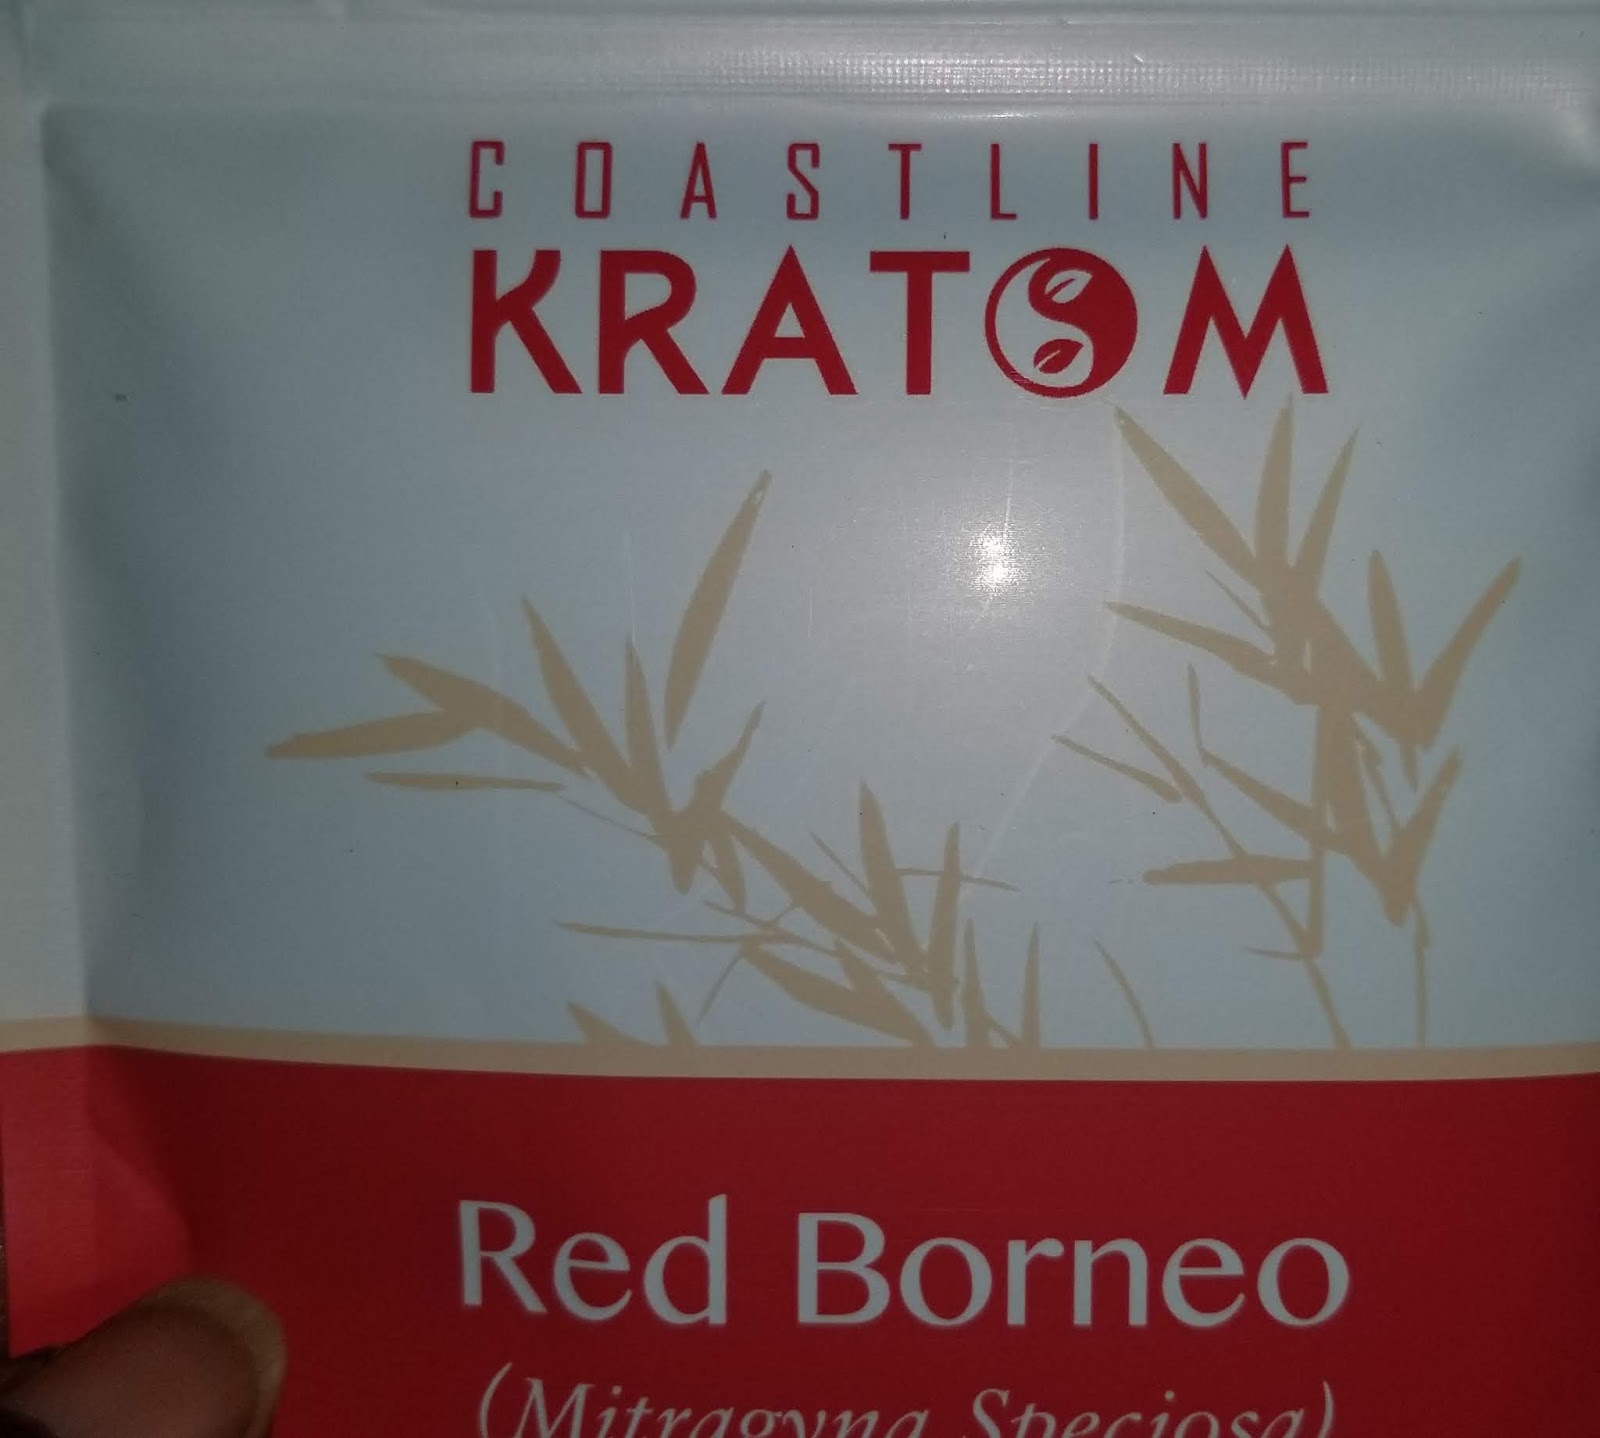 COASTLINE
KRATOM
Red Borneo
(Mitragyna Speciosa)